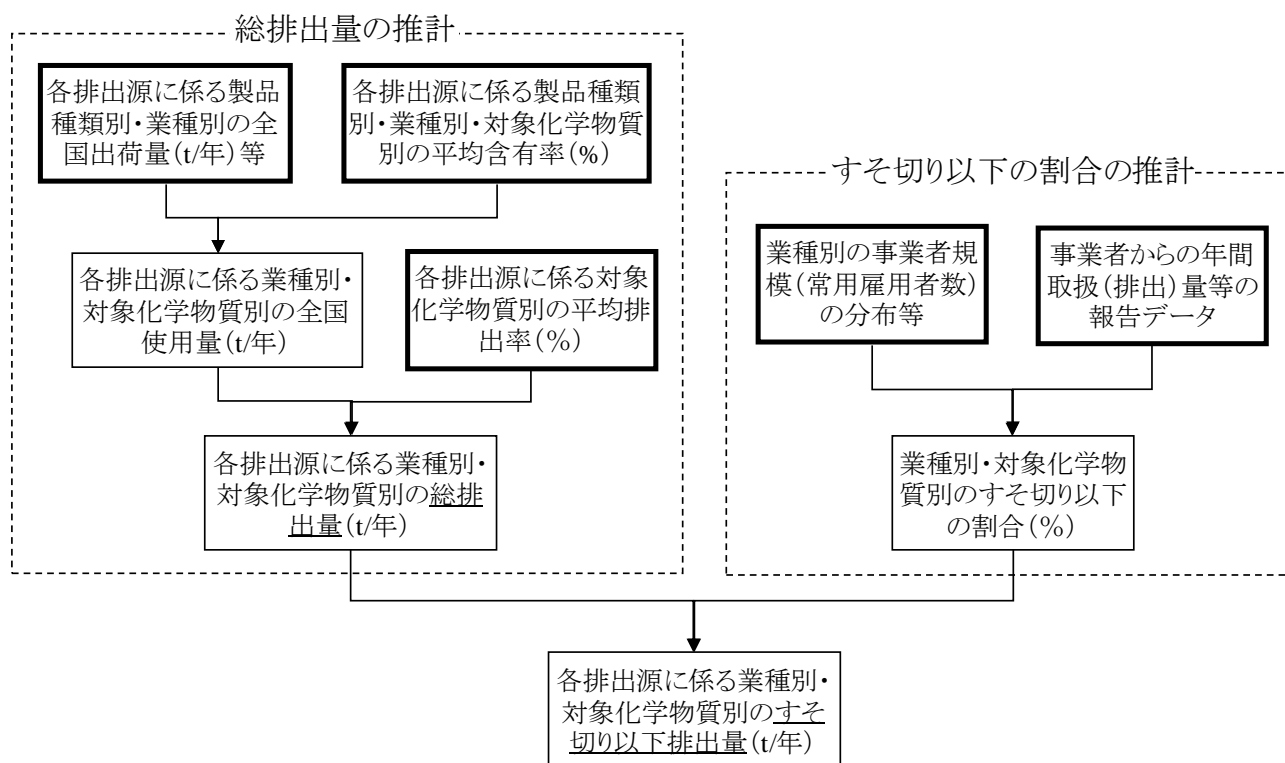 総排出量の推計
各排出源に係る製品
種類別・業種別の全
国出荷量(t/年)等
各排出源に係る製品種類
別・業種別・対象化学物質
別の平均含有率(%)
各排出源に係る業種別・
対象化学物質別の全国
使用量(t/年)
各排出源に係る対象
化学物質別の平均排
出率(%)
各排出源に係る業種別・
対象化学物質別の総排
出量(t/年)
すそ切り以下の割合の推計
業種別の事業者規
模(常用雇用者数)
の分布等
事業者からの年間
取扱(排出)量等の
報告データ
業種別・対象化学物
質別のすそ切り以下
の割合(%)
各排出源に係る業種別・
対象化学物質別のすそ
切り以下排出量(t/年)